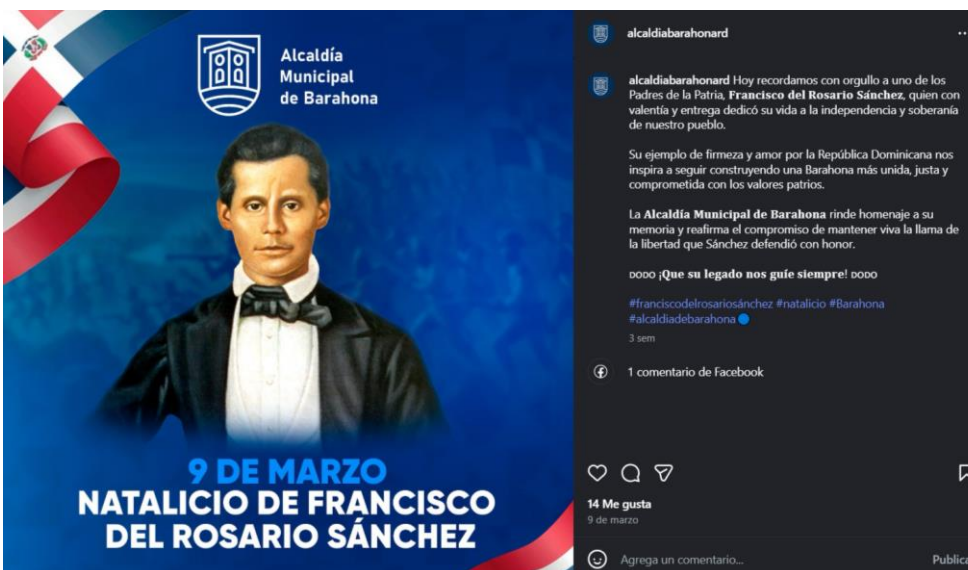 Alcaldía
Municipal
de Barahona
9 DE MARZO
NATALICIO DE FRANCISCO
DEL ROSARIO SÁNCHEZ
alcaldiabarahonard
alcaldiabarahonard Hoy recordamos con orgullo a uno de los
Padres de la Patria, Francisco del Rosario Sánchez, quien con
valentía y entrega dedicó su vida a la independencia y soberanía
de nuestro pueblo.
Su ejemplo de firmeza y amor por la República Dominicana nos
inspira a seguir construyendo una Barahona más unida, justa y
comprometida con los valores patrios.
La Alcaldía Municipal de Barahona rinde homenaje a su
memoria y reafirma el compromiso de mantener viva la llama de
la libertad que Sánchez defendió con honor.
DODO ¡Que su legado nos guíe siempre! DODO
#franciscodelrosariosánchez #natalicio #Barahona
#alcaldiadebarahona
3 sem
1 comentario de Facebook
14 Me gusta
9 de marzo
Agrega un comentario...
Publica